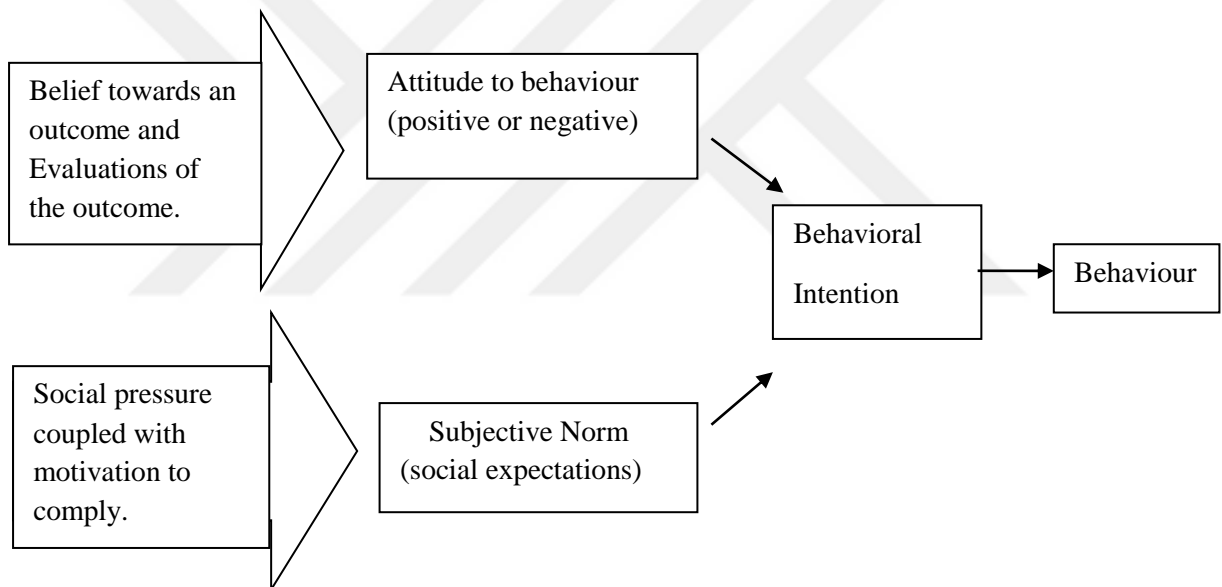 Belief towards an
outcome and
Evaluations of
the outcome.
Attitude to behaviour
(positive or negative)
Behavioral
Intention
Behaviour
Social pressure
coupled with
motivation to
comply.
Subjective Norm
(social expectations)